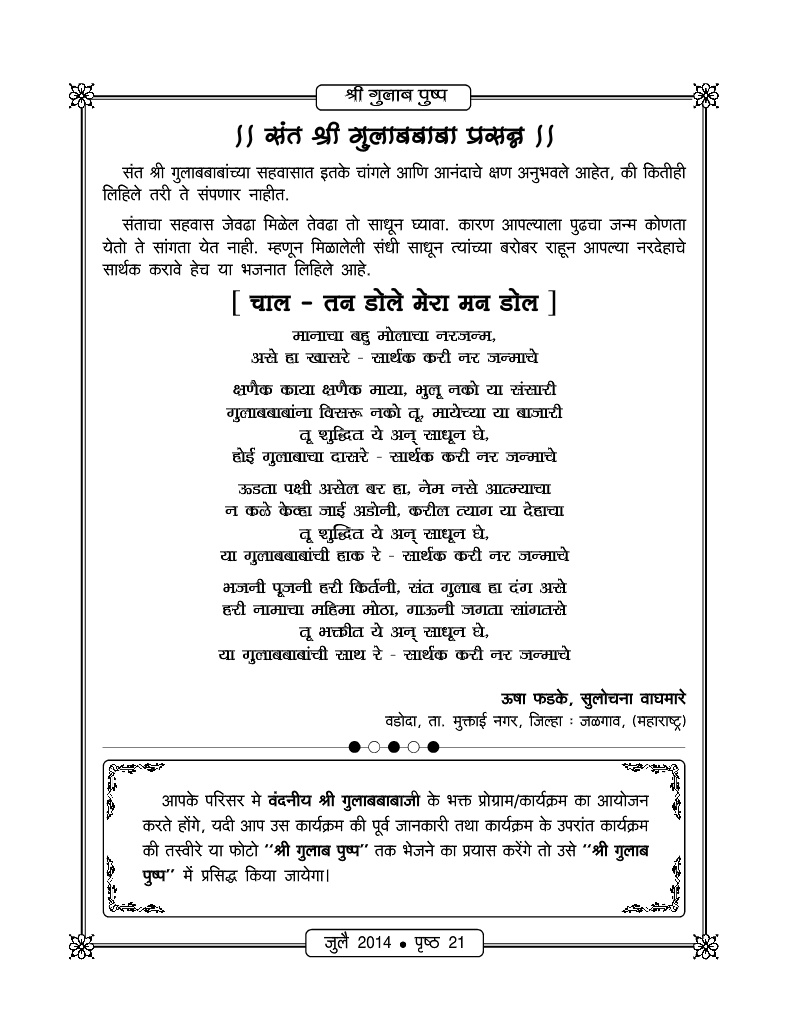 श्री गुलाब पुष्प
।। संत श्री गुलाबबाबा प्रसन्न ।।
संत श्री गुलाबबाबांच्या सहवासात इतके चांगले आणि आनंदाचे क्षण अनुभवले आहेत, की कितीही
लिहिले तरी ते संपणार नाहीत.
संताचा सहवास जेवढा मिळेल तेवढा तो साधून घ्यावा. कारण आपल्याला पुढचा जन्म कोणता
येतो ते सांगता येत नाही. म्हणून मिळालेली संधी साधून त्यांच्या बरोबर राहून आपल्या नरदेहाचे
सार्थक करावे हेच या भजनात लिहिले आहे.
[ चाल - तन डोले मेरा मन डोल ]
मानाचा बहु मोलाचा नरजन्म,
असे हा खासरे - सार्थक करी नर जन्माचे
क्षणैक काया क्षणैक माया, भुलू नको या संसारी
गुलाबबाबांना विसरू नको तू, मायेच्या या बाजारी
तू शुद्धित ये अन् साधून घे,
होई गुलाबाचा दासरे - सार्थक करी नर जन्माचे
ऊडता पक्षी असेल बर हा, नेम नसे आत्म्याचा
न कळे केव्हा जाई अडोनी, करील त्याग या देहाचा
तू शुद्धित ये अन् साधून घे,
या गुलाबबाबांची हाक रे - सार्थक करी नर जन्माचे
भजनी पूजनी हरी किर्तनी, संत गुलाब हा दंग असे
हरी नामाचा महिमा मोठा, गाऊनी जगता सांगतसे
तू भक्तीत ये अन् साधून घे,
या गुलाबबाबांची साथ रे - सार्थक करी नर जन्माचे
ऊषा फडके, सुलोचना वाघमारे
वडोदा, ता. मुक्ताई नगर, जिल्हा : जळगाव, (महाराष्ट्र)
आपके परिसर मे वंदनीय श्री गुलाबबाबाजी के भक्त प्रोग्राम/कार्यक्रम का आयोजन
करते होंगे, यदी आप उस कार्यक्रम की पूर्व जानकारी तथा कार्यक्रम के उपरांत कार्यक्रम
की तस्वीरे या फोटो ''श्री गुलाब पुष्प'' तक भेजने का प्रयास करेंगे तो उसे ''श्री गुलाब
पुष्प'' में प्रसिद्ध किया जायेगा।
जुलै 2014 ● पृष्ठ 21